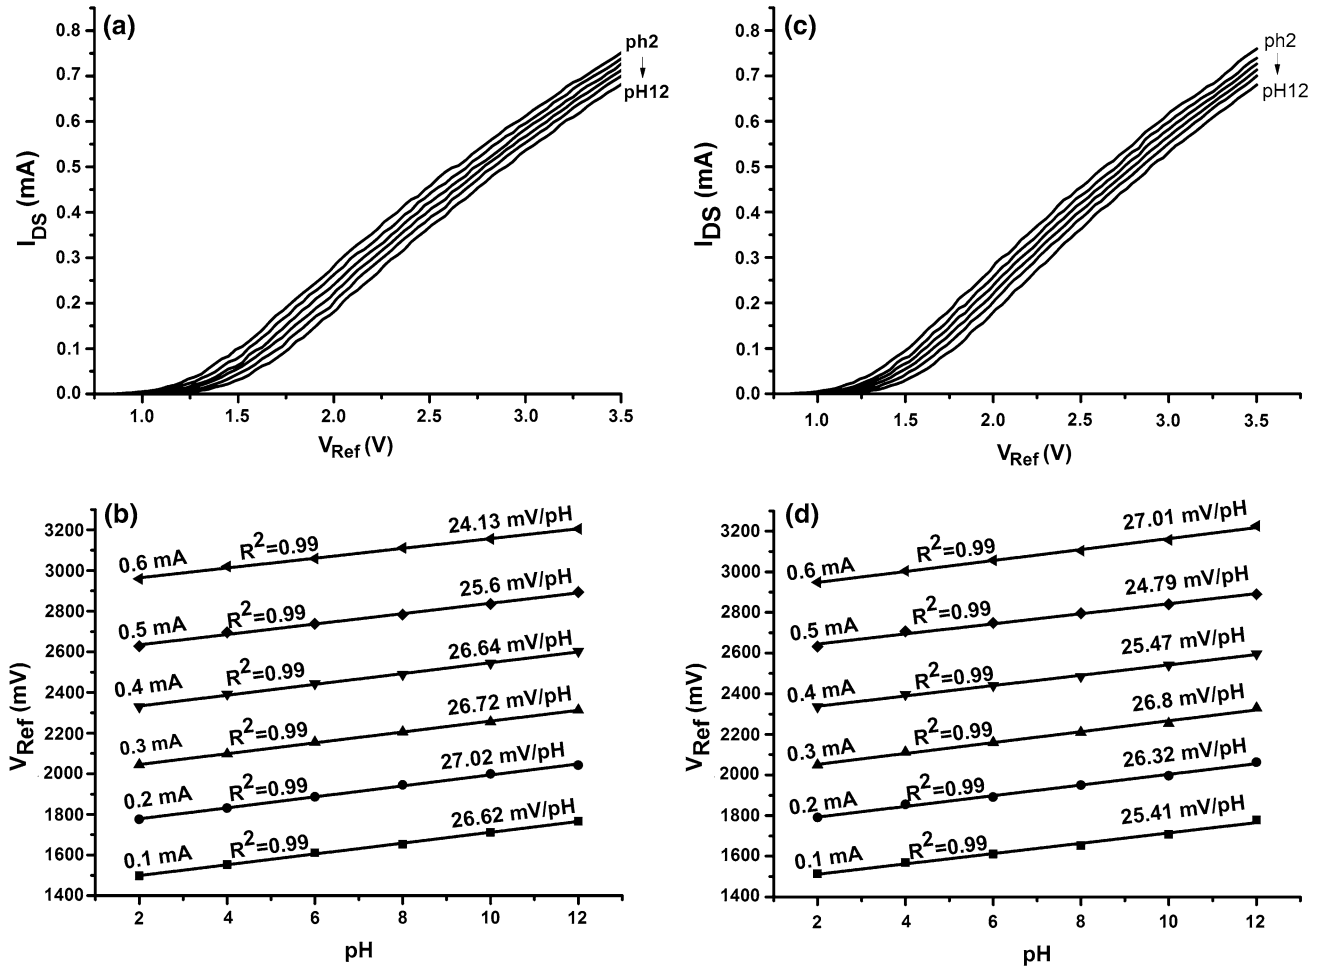 (a)
0.8
0.7
0.6
0.5
0.4
0.3
0.2
0.1
0.0
I_DS (mA)
ph2
pH12
1.0 1.5 2.0 2.5 3.0 3.5
V_Ref (V)
(c)
0.8
0.7
0.6
0.5
0.4
0.3
0.2
0.1
0.0
I_DS (mA)
ph2
pH12
1.0 1.5 2.0 2.5 3.0 3.5
V_Ref (V)
(b)
3200
3000
2800
2600
2400
2200
2000
1800
1600
1400
V_Ref (mV)
0.6 mA R²=0.99 24.13 mV/pH
0.5 mA R²=0.99 25.6 mV/pH
0.4 mA R²=0.99 26.64 mV/pH
0.3 mA R²=0.99 26.72 mV/pH
0.2 mA R²=0.99 27.02 mV/pH
0.1 mA R²=0.99 26.62 mV/pH
2 4 6 8 10 12
pH
(d)
3200
3000
2800
2600
2400
2200
2000
1800
1600
1400
V_Ref (mV)
0.6 mA R²=0.99 27.01 mV/pH
0.5 mA R²=0.99 24.79 mV/pH
0.4 mA R²=0.99 25.47 mV/pH
0.3 mA R²=0.99 26.8 mV/pH
0.2 mA R²=0.99 26.32 mV/pH
0.1 mA R²=0.99 25.41 mV/pH
2 4 6 8 10 12
pH